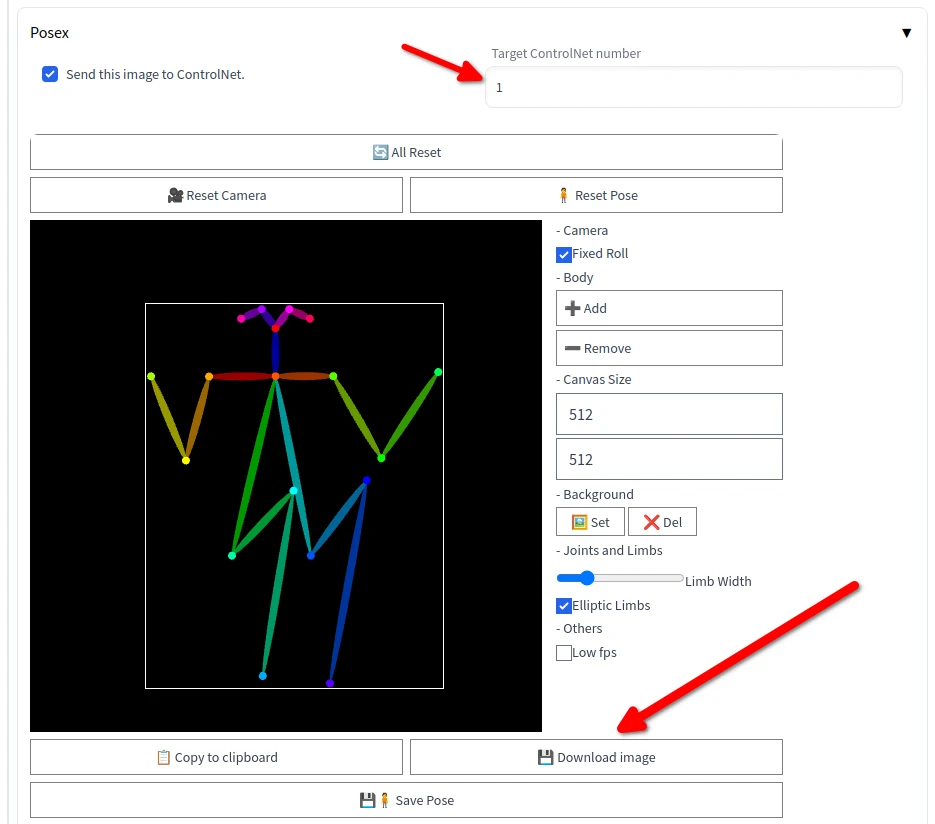 Posex
▼
Target ControlNet number
Send this image to ControlNet.
1
🔄 All Reset
🎥 Reset Camera
🧍 Reset Pose
- Camera
Fixed Roll
- Body
➕ Add
➖ Remove
- Canvas Size
512
512
- Background
🖼️ Set
❌ Del
- Joints and Limbs
Limb Width
Elliptic Limbs
- Others
Low fps
📋 Copy to clipboard
💾 Download image
💾🧍 Save Pose